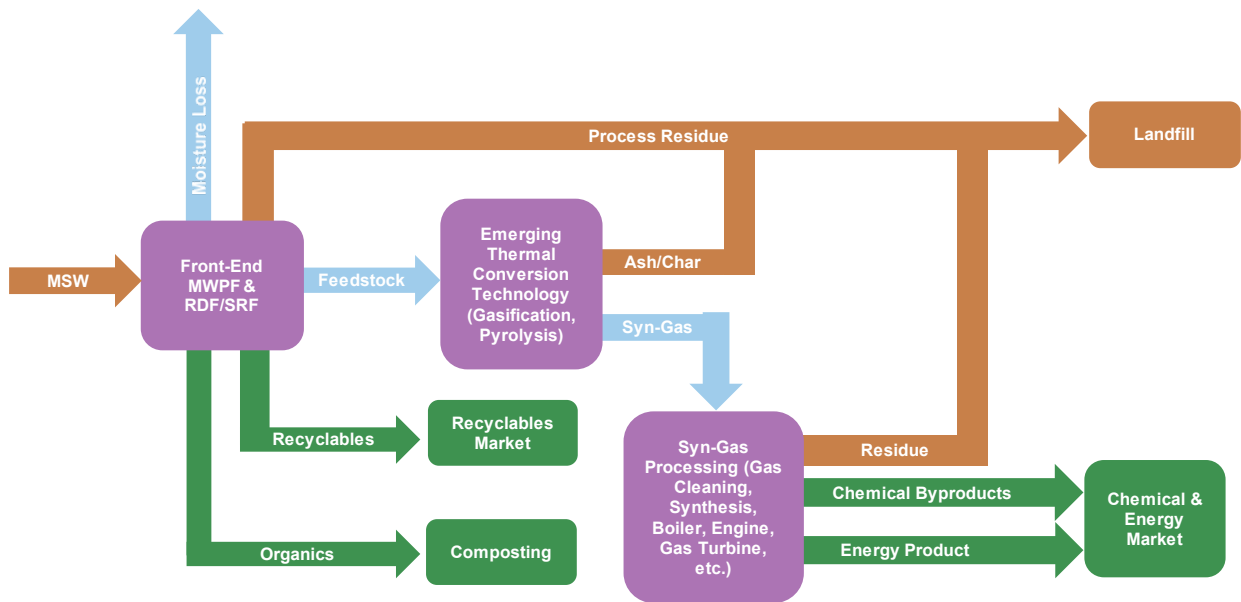 Moisture Loss
Process Residue
Landfill
MSW
Front-End
MWPF &
RDF/SRF
Feedstock
Emerging
Thermal
Conversion
Technology
(Gasification,
Pyrolysis)
Ash/Char
Syn-Gas
Recyclables
Recyclables
Market
Organics
Composting
Syn-Gas
Processing (Gas
Cleaning,
Synthesis,
Boiler, Engine,
Gas Turbine,
etc.)
Residue
Chemical Byproducts
Energy Product
Chemical &
Energy
Market